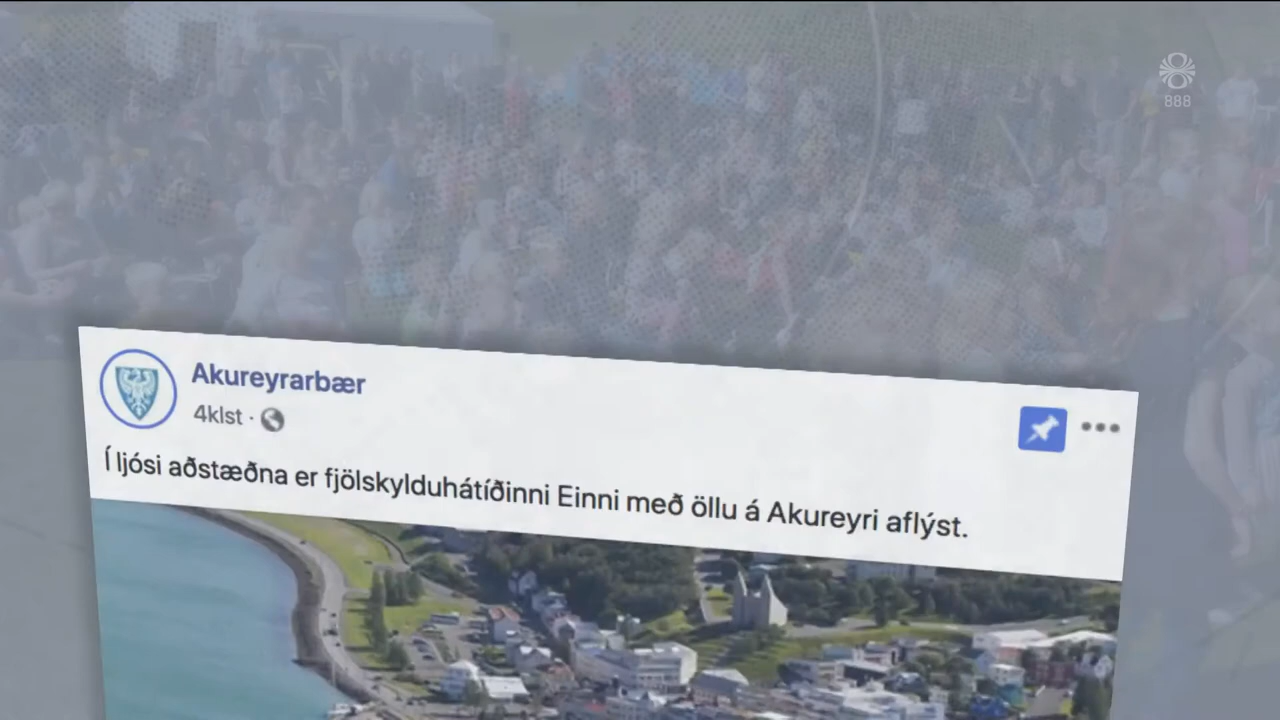 888
Akureyrarbær
4klst ·
Í ljósi aðstæðna er fjölskylduhátíðinni Einni með öllu á Akureyri aflýst.